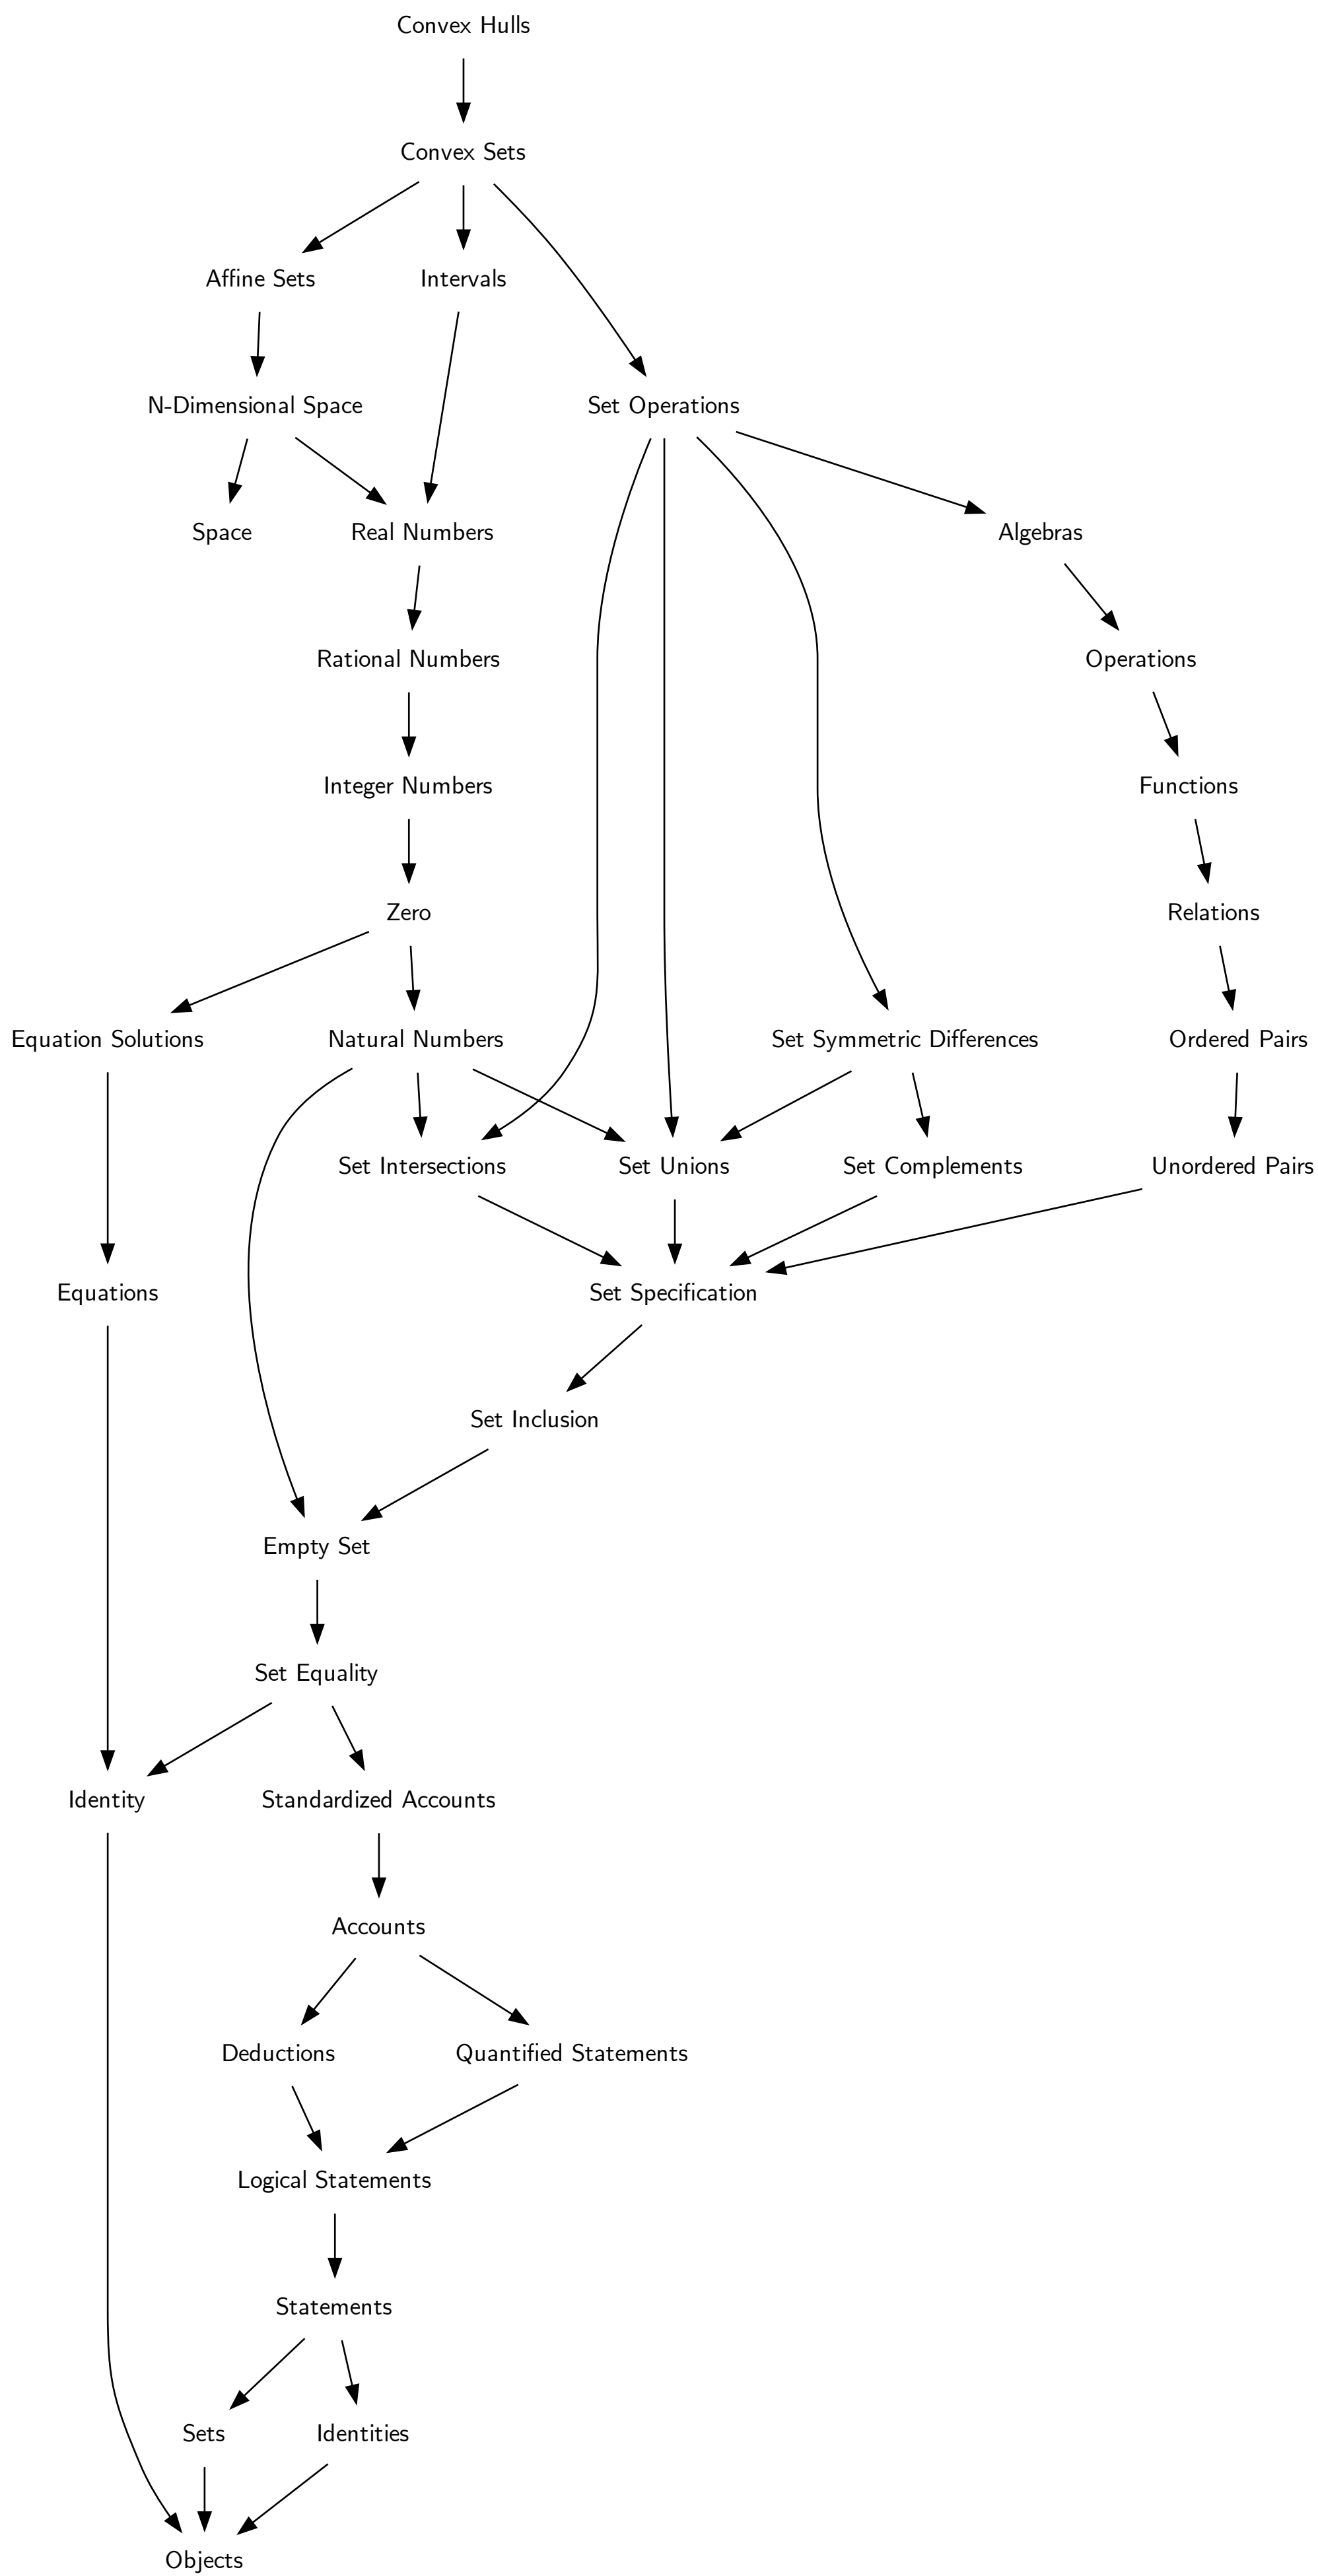 Convex Hulls
Convex Sets
Affine Sets
Intervals
N-Dimensional Space
Set Operations
Space
Real Numbers
Algebras
Rational Numbers
Operations
Integer Numbers
Functions
Zero
Relations
Equation Solutions
Natural Numbers
Set Symmetric Differences
Ordered Pairs
Set Intersections
Set Unions
Set Complements
Unordered Pairs
Equations
Set Specification
Set Inclusion
Empty Set
Set Equality
Identity
Standardized Accounts
Accounts
Deductions
Quantified Statements
Logical Statements
Statements
Sets
Identities
Objects